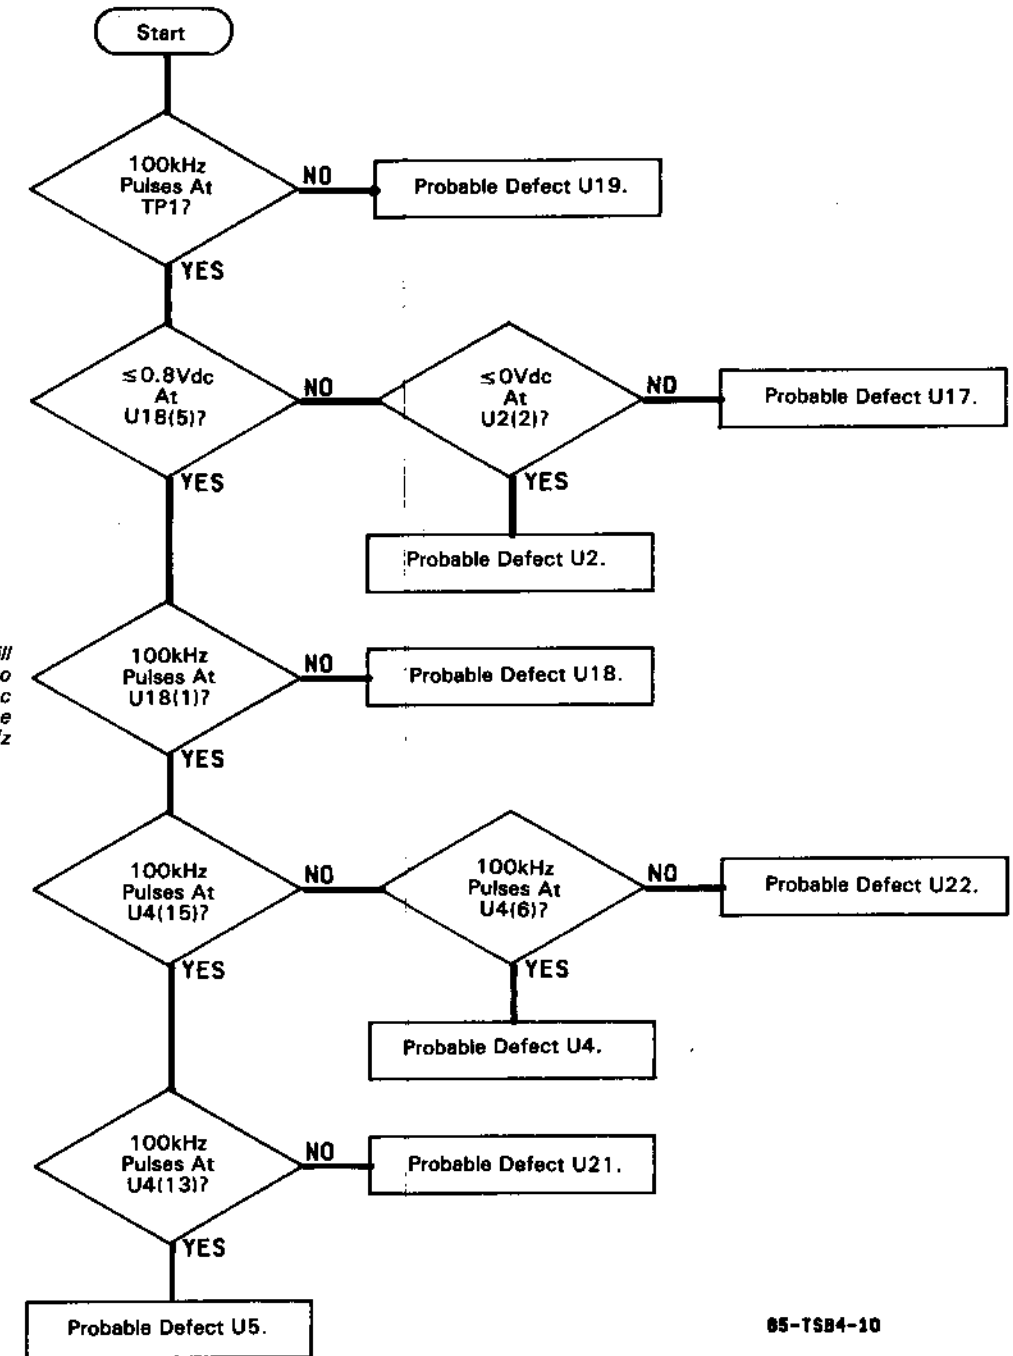 Start
100kHz
Pulses At
TP1?
NO
Probable Defect U19.
YES
≤0.8Vdc
At
U18(5)?
NO
≤0Vdc
At
U2(2)?
NO
Probable Defect U17.
YES
YES
Probable Defect U2.
ill
o
c
e
iz
100kHz
Pulses At
U18(1)?
NO
Probable Defect U18.
YES
100kHz
Pulses At
U4(15)?
NO
100kHz
Pulses At
U4(6)?
NO
Probable Defect U22.
YES
YES
Probable Defect U4.
100kHz
Pulses At
U4(13)?
NO
Probable Defect U21.
YES
Probable Defect U5.
85-TSB4-10